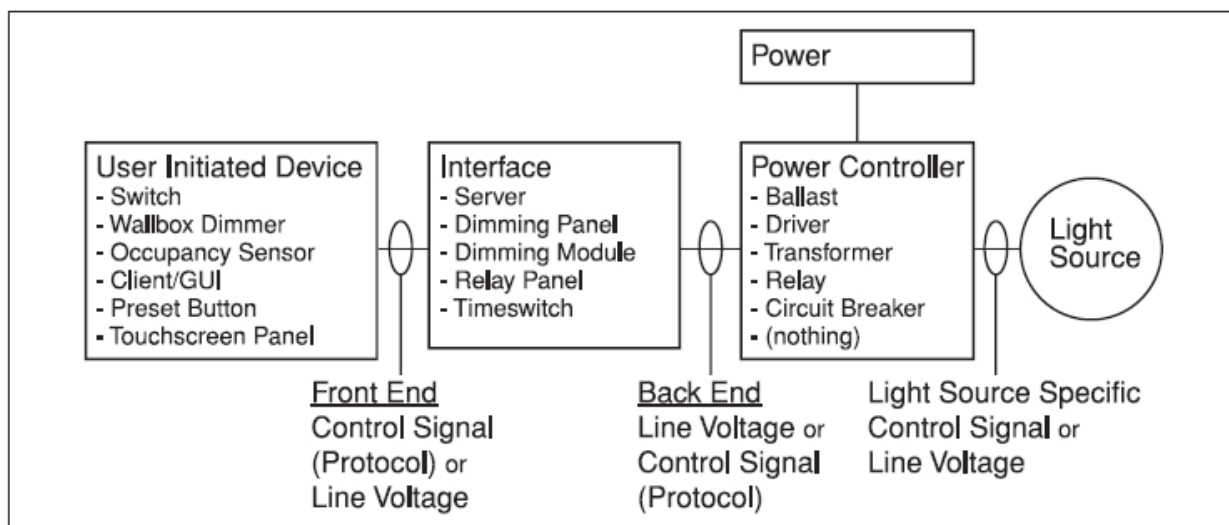 Power
User Initiated Device
- Switch
- Wallbox Dimmer
- Occupancy Sensor
- Client/GUI
- Preset Button
- Touchscreen Panel
Interface
- Server
- Dimming Panel
- Dimming Module
- Relay Panel
- Timeswitch
Power Controller
- Ballast
- Driver
- Transformer
- Relay
- Circuit Breaker
- (nothing)
Light
Source
Front End
Control Signal
(Protocol) or
Line Voltage
Back End
Line Voltage or
Control Signal
(Protocol)
Light Source Specific
Control Signal or
Line Voltage